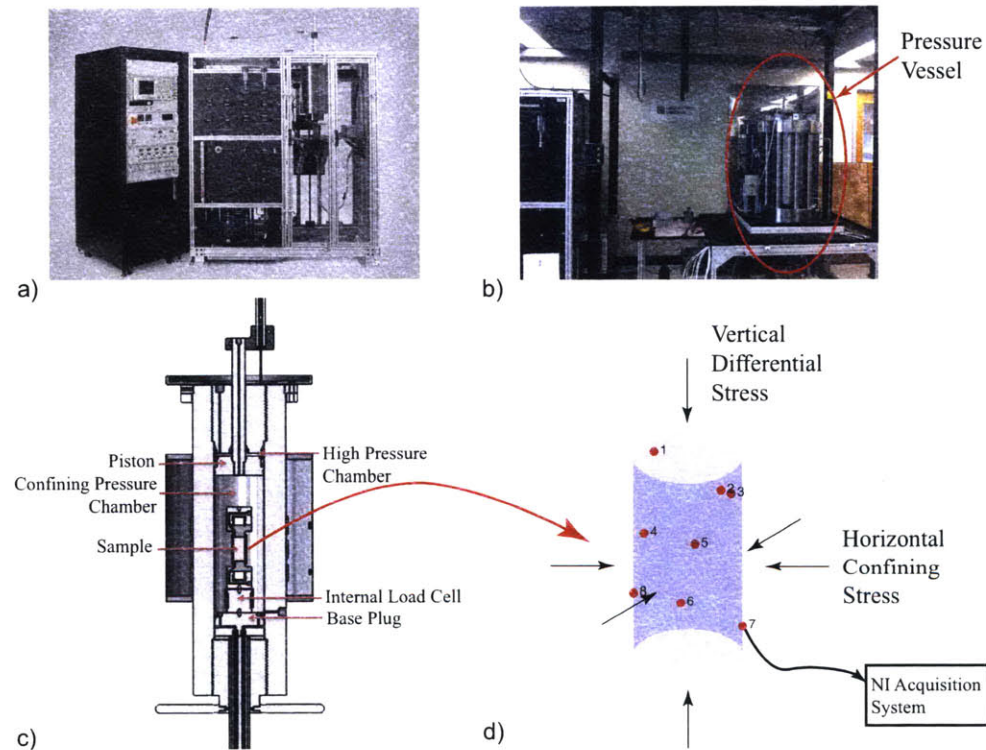 Pressure
Vessel
a)
b)
Piston
Confining Pressure
Chamber
Sample
High Pressure
Chamber
Internal Load Cell
Base Plug
c)
Vertical
Differential
Stress
1
2
3
4
5
6
7
8
Horizontal
Confining
Stress
NI Acquisition
System
d)